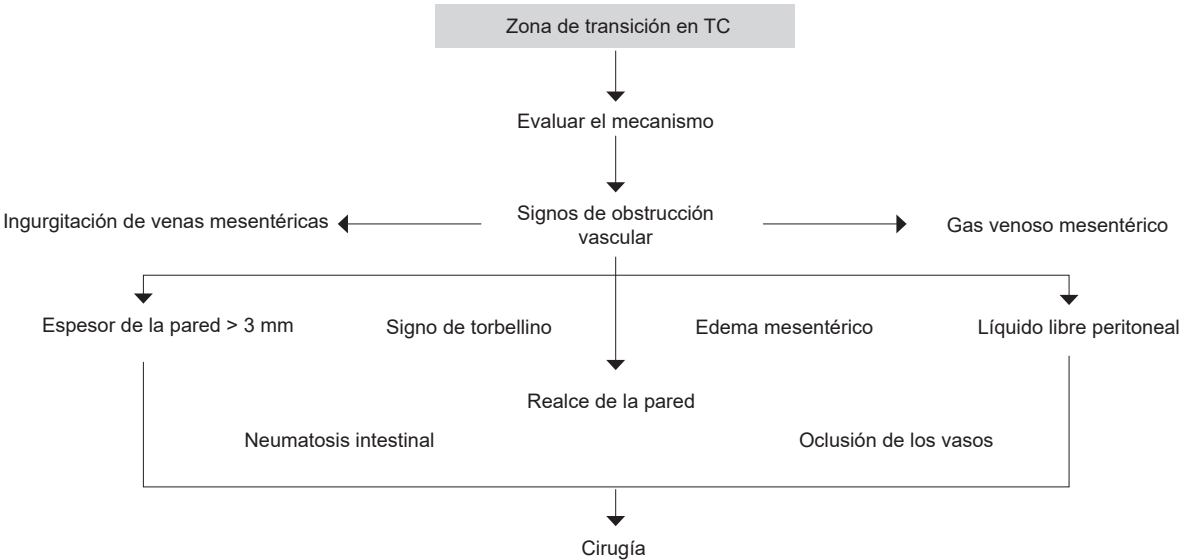 Zona de transición en TC
Evaluar el mecanismo
Ingurgitación de venas mesentéricas
Signos de obstrucción
vascular
Gas venoso mesentérico
Espesor de la pared > 3 mm
Signo de torbellino
Edema mesentérico
Líquido libre peritoneal
Realce de la pared
Neumatosis intestinal
Oclusión de los vasos
Cirugía